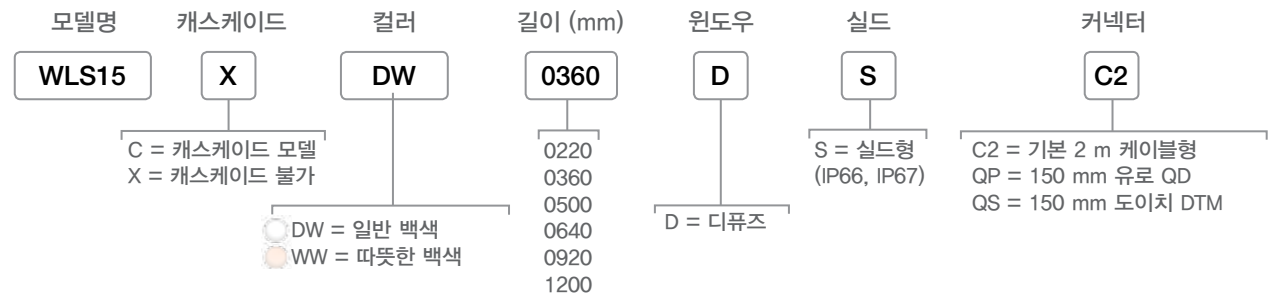 모델명 캐스케이드 컬러 길이 (mm) 윈도우 실드 커넥터
WLS15 X DW 0360 D S C2
C = 캐스케이드 모델
X = 캐스케이드 불가
DW = 일반 백색
WW = 따뜻한 백색
0220
0360
0500
0640
0920
1200
D = 디퓨즈
S = 실드형
(IP66, IP67)
C2 = 기본 2 m 케이블형
QP = 150 mm 유로 QD
QS = 150 mm 도이치 DTM